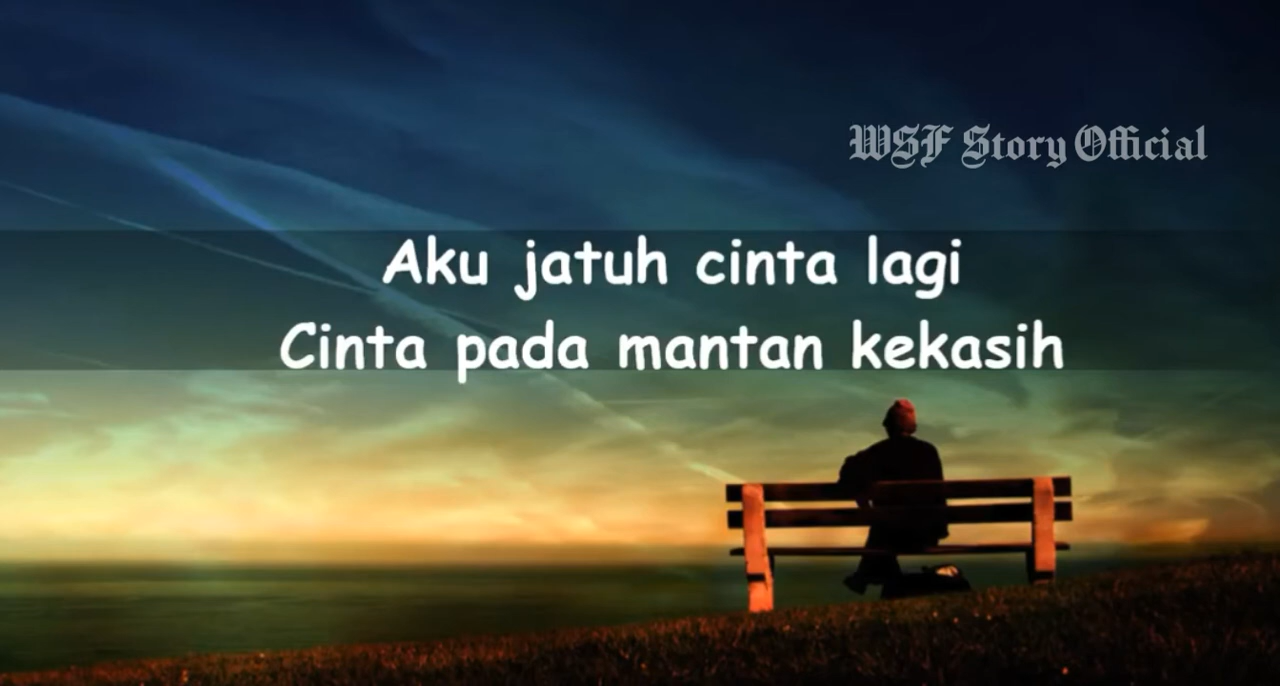 WSF Story Official
Aku jatuh cinta lagi
Cinta pada mantan kekasih